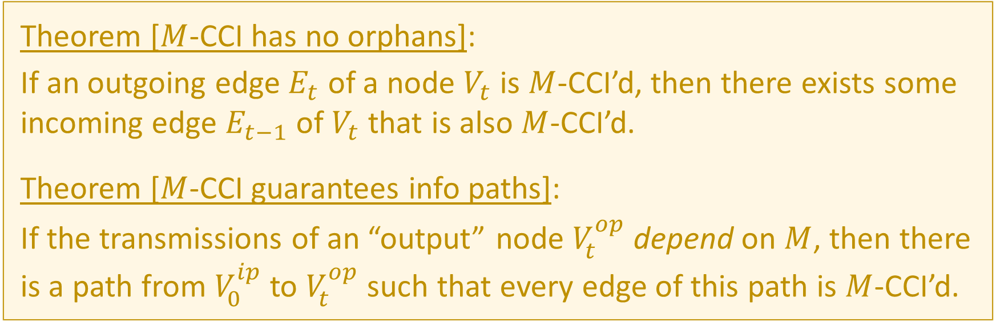 Theorem [M-CCI has no orphans]:
If an outgoing edge E_t of a node V_t is M-CCI’d, then there exists some
incoming edge E_{t−1} of V_t that is also M-CCI’d.
Theorem [M-CCI guarantees info paths]:
If the transmissions of an “output” node V_t^{op} depend on M, then there
is a path from V_0^{ip} to V_t^{op} such that every edge of this path is M-CCI’d.